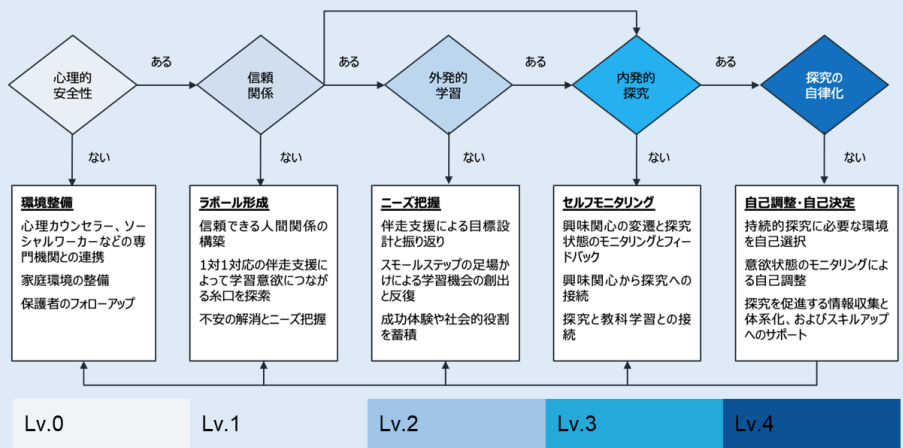 心理的
安全性
ある
信頼
関係
ある
外発的
学習
ある
内発的
探究
ある
探究の
自律化
ない
ない
ない
ない
ない
環境整備
心理カウンセラー、ソー
シャルワーカーなどの専
門機関との連携
家庭環境の整備
保護者のフォローアップ
ラポール形成
信頼できる人間関係の
構築
1対1対応の伴走支援に
よって学習意欲につなが
る糸口を探索
不安の解消とニーズ把握
ニーズ把握
伴走支援による目標設
計と振り返り
スモールステップの足場か
けによる学習機会の創出と
反復
成功体験や社会的役割
を蓄積
セルフモニタリング
興味関心の変遷と探究
状態のモニタリングとフィー
ドバック
興味関心から探究への
接続
探究と教科学習との接
続
自己調整・自己決定
持続的探究に必要な環境
を自己選択
意欲状態のモニタリングによ
る自己調整
探究を促進する情報収集と
体系化、およびスキルアップ
へのサポート
Lv.0
Lv.1
Lv.2
Lv.3
Lv.4